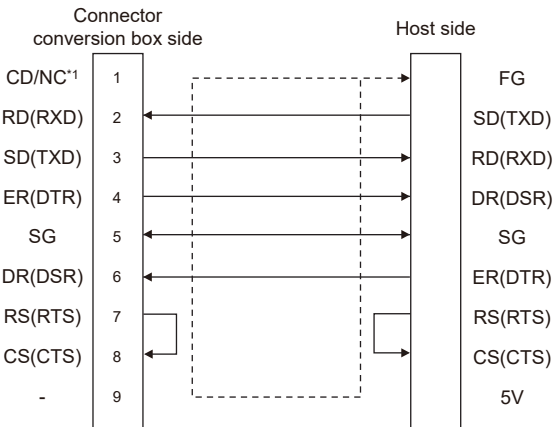 Connector
conversion box side
Host side
CD/NC*1 1 FG
RD(RXD) 2 SD(TXD)
SD(TXD) 3 RD(RXD)
ER(DTR) 4 DR(DSR)
SG 5 SG
DR(DSR) 6 ER(DTR)
RS(RTS) 7 RS(RTS)
CS(CTS) 8 CS(CTS)
- 9 5V